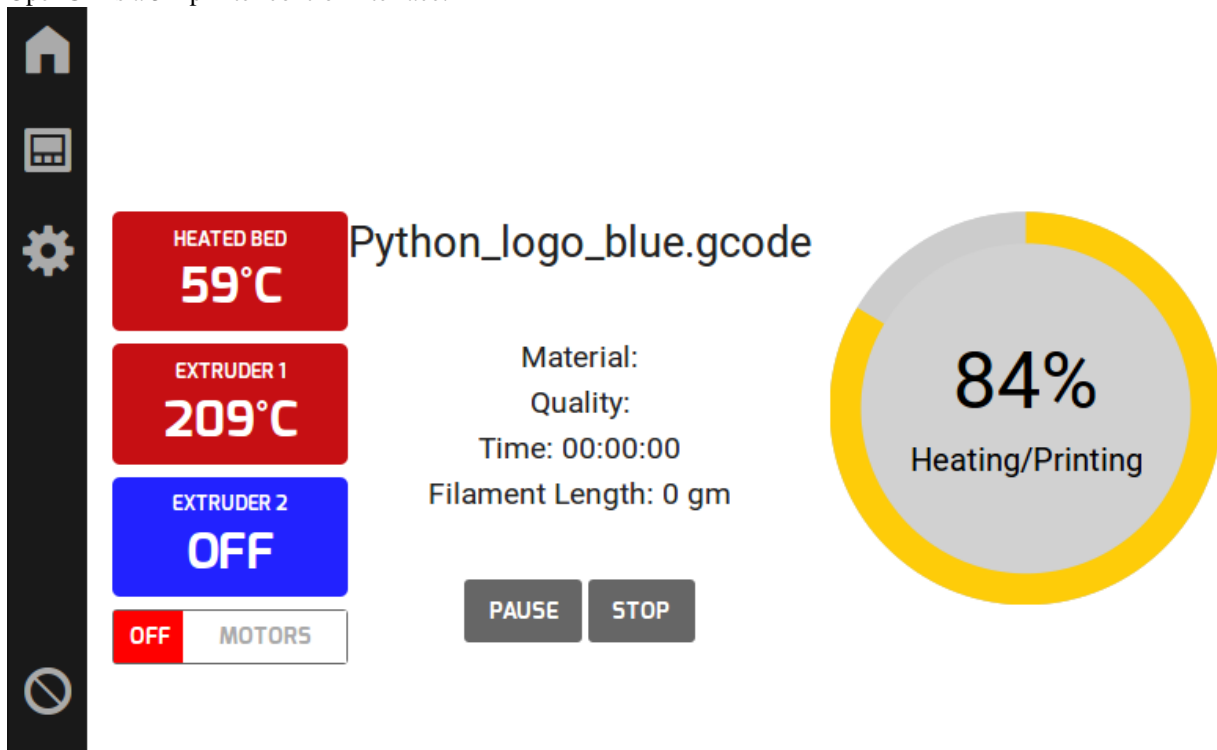 HEATED BED
59°C
EXTRUDER 1
209°C
EXTRUDER 2
OFF
OFF MOTORS
Python_logo_blue.gcode
Material:
Quality:
Time: 00:00:00
Filament Length: 0 gm
PAUSE STOP
84%
Heating/Printing